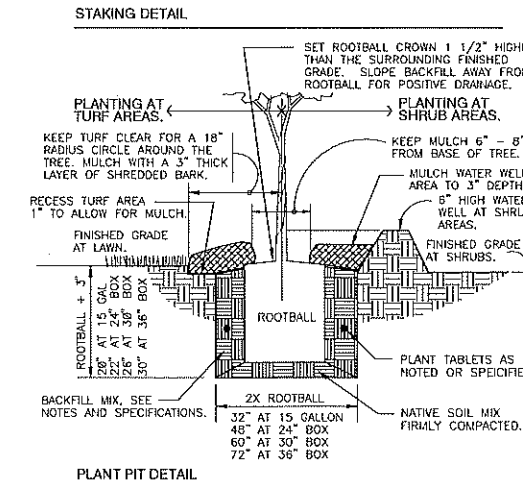 STAKING DETAIL
SET ROOTBALL CROWN 1 1/2" HIGH
THAN THE SURROUNDING FINISHED
GRADE. SLOPE BACKFILL AWAY FRO
ROOTBALL FOR POSITIVE DRAINAGE.
PLANTING AT
TURF AREAS.
PLANTING AT
SHRUB AREAS.
KEEP TURF CLEAR FOR A 18"
RADIUS CIRCLE AROUND THE
TREE. MULCH WITH A 3" THICK
LAYER OF SHREDDED BARK.
KEEP MULCH 6" - 8"
FROM BASE OF TREE.
MULCH WATER WELL
AREA TO 3" DEPTH
RECESS TURF AREA
1" TO ALLOW FOR MULCH.
6" HIGH WATER
WELL AT SHRU
AREAS.
FINISHED GRADE
AT LAWN.
FINISHED GRADE
AT SHRUBS.
ROOTBALL + 3"
20" AT 15 GAL
22" AT 24" BOX
26" AT 30" BOX
30" AT 36" BOX
ROOTBALL
PLANT TABLETS AS
NOTED OR SPECIFIE
BACKFILL MIX, SEE
NOTES AND SPECIFICATIONS.
2X ROOTBALL
32" AT 15 GALLON
48" AT 24" BOX
60" AT 30" BOX
72" AT 36" BOX
NATIVE SOIL MIX
FIRMLY COMPACTED.
PLANT PIT DETAIL